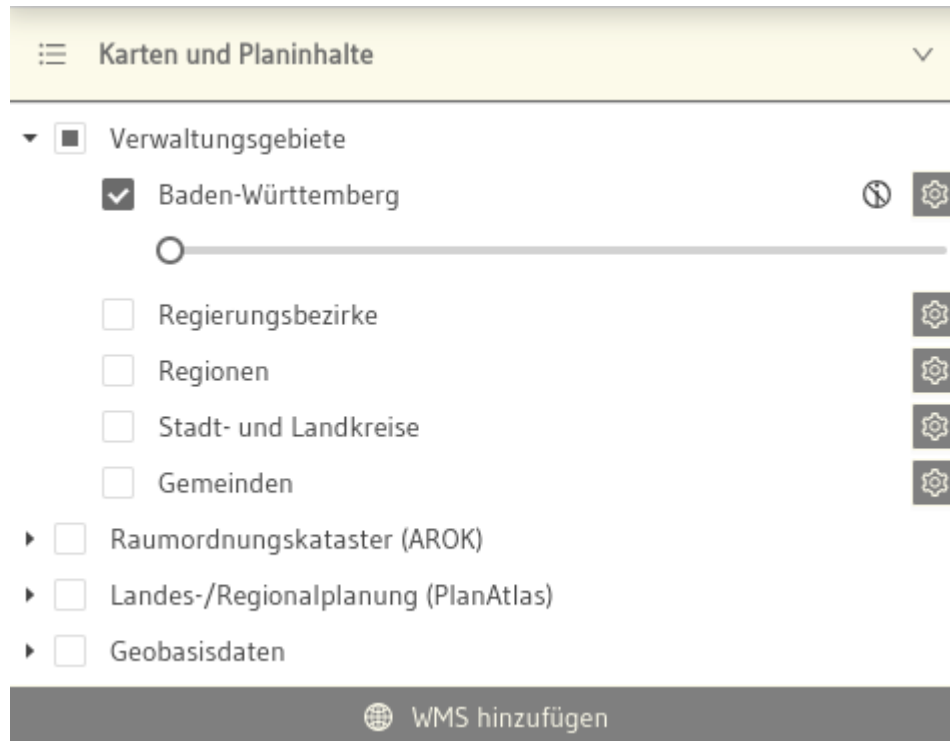 Karten und Planinhalte
Verwaltungsgebiete
Baden-Württemberg
Regierungsbezirke
Regionen
Stadt- und Landkreise
Gemeinden
Raumordnungskataster (AROK)
Landes-/Regionalplanung (PlanAtlas)
Geobasisdaten
WMS hinzufügen